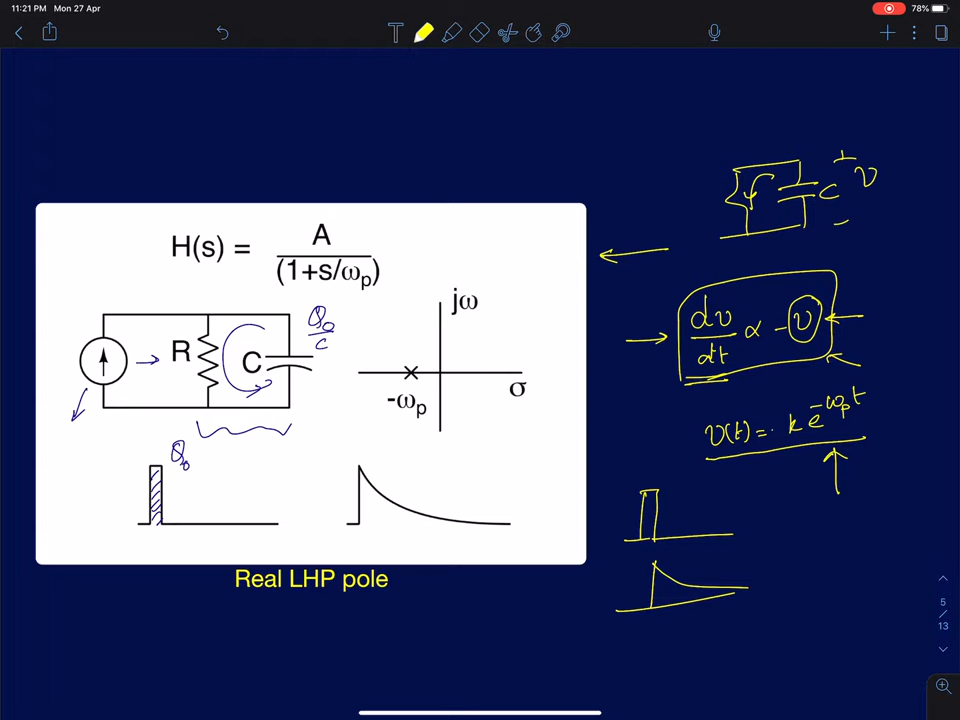 11:21 PM Mon 27 Apr
78%
T
H(s) = A / (1+s/ωp)
jω
R
C
Q0/C
σ
-ωp
Q0
Real LHP pole
C
v
dv/dt ∝ -v
v(t) = k e^-ωpt
5 / 13